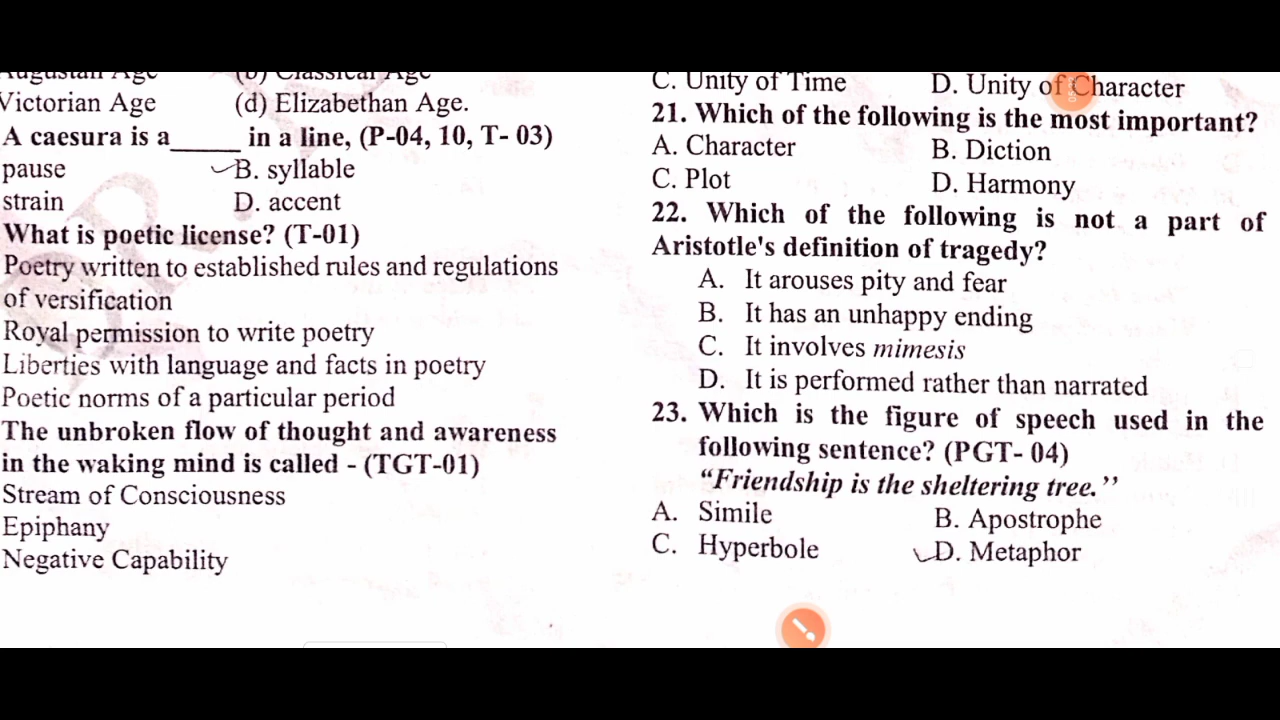 Augustan Age (b) Classical Age
Victorian Age (d) Elizabethan Age.
A caesura is a_____ in a line, (P-04, 10, T- 03)
pause B. syllable
strain D. accent
What is poetic license? (T-01)
Poetry written to established rules and regulations
of versification
Royal permission to write poetry
Liberties with language and facts in poetry
Poetic norms of a particular period
The unbroken flow of thought and awareness
in the waking mind is called - (TGT-01)
Stream of Consciousness
Epiphany
Negative Capability
C. Unity of Time D. Unity of Character
21. Which of the following is the most important?
A. Character B. Diction
C. Plot D. Harmony
22. Which of the following is not a part of
Aristotle's definition of tragedy?
A. It arouses pity and fear
B. It has an unhappy ending
C. It involves mimesis
D. It is performed rather than narrated
23. Which is the figure of speech used in the
following sentence? (PGT- 04)
“Friendship is the sheltering tree.’’
A. Simile B. Apostrophe
C. Hyperbole D. Metaphor